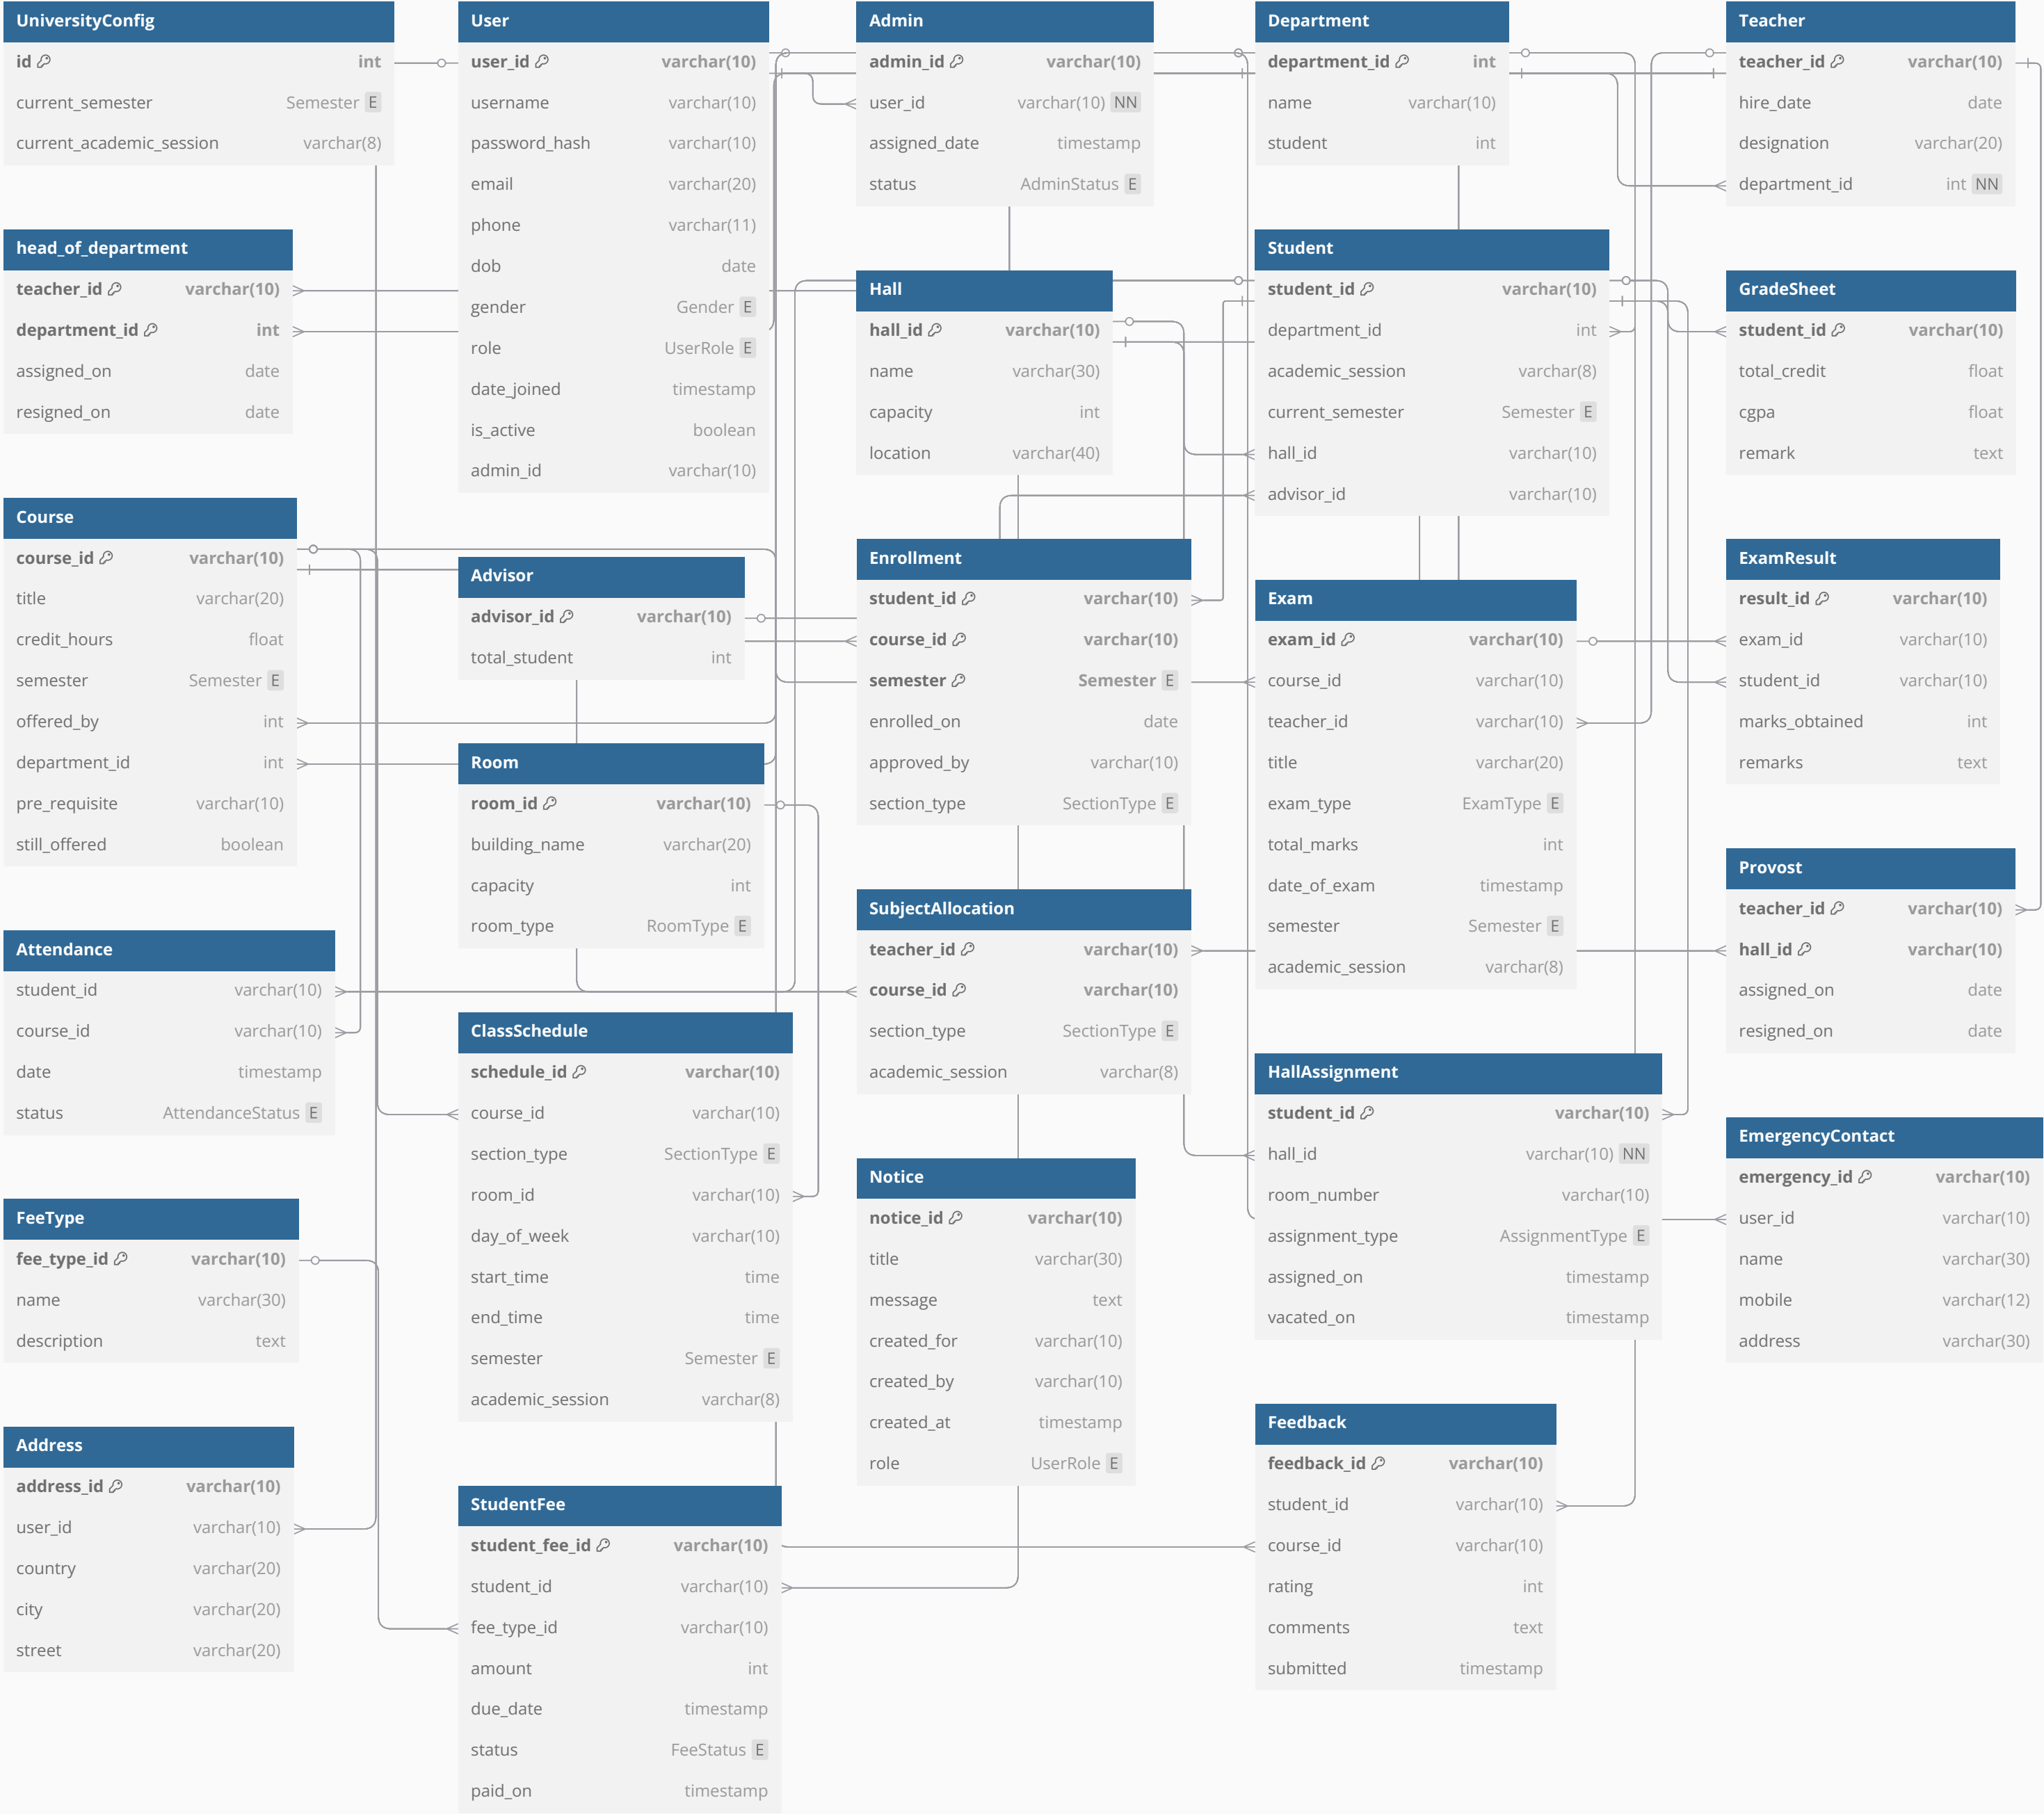 UniversityConfig
id int
current_semester Semester E
current_academic_session varchar(8)
head_of_department
teacher_id varchar(10)
department_id int
assigned_on date
resigned_on date
Course
course_id varchar(10)
title varchar(20)
credit_hours float
semester Semester E
offered_by int
department_id int
pre_requisite varchar(10)
still_offered boolean
Attendance
student_id varchar(10)
course_id varchar(10)
date timestamp
status AttendanceStatus E
FeeType
fee_type_id varchar(10)
name varchar(30)
description text
Address
address_id varchar(10)
user_id varchar(10)
country varchar(20)
city varchar(20)
street varchar(20)
User
user_id varchar(10)
username varchar(10)
password_hash varchar(10)
email varchar(20)
phone varchar(11)
dob date
gender Gender E
role UserRole E
date_joined timestamp
is_active boolean
admin_id varchar(10)
Advisor
advisor_id varchar(10)
total_student int
Room
room_id varchar(10)
building_name varchar(20)
capacity int
room_type RoomType E
ClassSchedule
schedule_id varchar(10)
course_id varchar(10)
section_type SectionType E
room_id varchar(10)
day_of_week varchar(10)
start_time time
end_time time
semester Semester E
academic_session varchar(8)
StudentFee
student_fee_id varchar(10)
student_id varchar(10)
fee_type_id varchar(10)
amount int
due_date timestamp
status FeeStatus E
paid_on timestamp
Admin
admin_id varchar(10)
user_id varchar(10) NN
assigned_date timestamp
status AdminStatus E
Hall
hall_id varchar(10)
name varchar(30)
capacity int
location varchar(40)
Enrollment
student_id varchar(10)
course_id varchar(10)
semester Semester E
enrolled_on date
approved_by varchar(10)
section_type SectionType E
SubjectAllocation
teacher_id varchar(10)
course_id varchar(10)
section_type SectionType E
academic_session varchar(8)
Notice
notice_id varchar(10)
title varchar(30)
message text
created_for varchar(10)
created_by varchar(10)
created_at timestamp
role UserRole E
Department
department_id int
name varchar(10)
student int
Student
student_id varchar(10)
department_id int
academic_session varchar(8)
current_semester Semester E
hall_id varchar(10)
advisor_id varchar(10)
Exam
exam_id varchar(10)
course_id varchar(10)
teacher_id varchar(10)
title varchar(20)
exam_type ExamType E
total_marks int
date_of_exam timestamp
semester Semester E
academic_session varchar(8)
HallAssignment
student_id varchar(10)
hall_id varchar(10) NN
room_number varchar(10)
assignment_type AssignmentType E
assigned_on timestamp
vacated_on timestamp
Feedback
feedback_id varchar(10)
student_id varchar(10)
course_id varchar(10)
rating int
comments text
submitted timestamp
Teacher
teacher_id varchar(10)
hire_date date
designation varchar(20)
department_id int NN
GradeSheet
student_id varchar(10)
total_credit float
cgpa float
remark text
ExamResult
result_id varchar(10)
exam_id varchar(10)
student_id varchar(10)
marks_obtained int
remarks text
Provost
teacher_id varchar(10)
hall_id varchar(10)
assigned_on date
resigned_on date
EmergencyContact
emergency_id varchar(10)
user_id varchar(10)
name varchar(30)
mobile varchar(12)
address varchar(30)